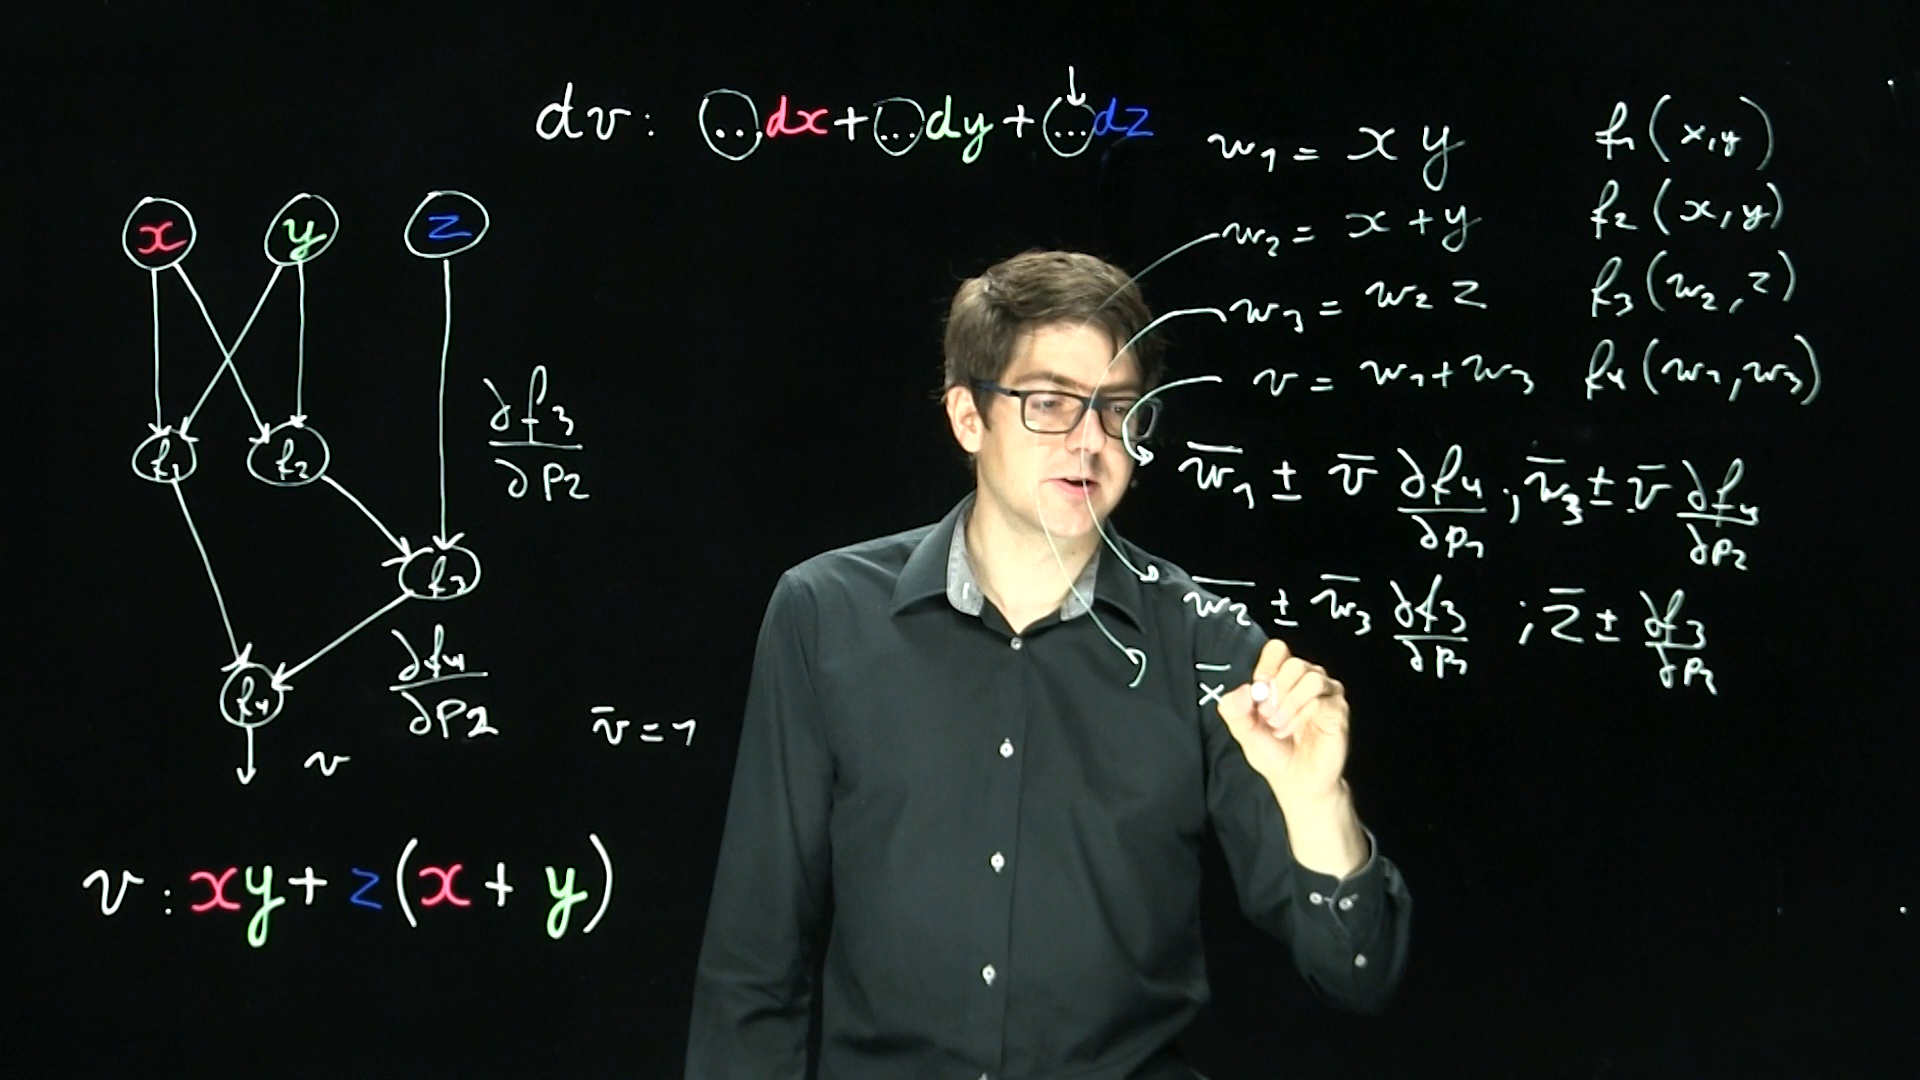 dv: ...dx+...dy+...dz
x y z
f1 f2
∂f3/∂p2
f3
∂f4/∂p2
f4
v
v̄=1
v:xy+z(x+y)
w1= x y f1(x,y)
w2= x+y f2(x,y)
w3= w2 z f3(w2,z)
v= w1+w3 f4(w1,w3)
w̄1 ± v̄ ∂f4/∂p1; w̄3 ± v̄ ∂f4/∂p2
w̄2 ± w̄3 ∂f3/∂p1 ; z̄ ± ∂f3/∂p2
x̄